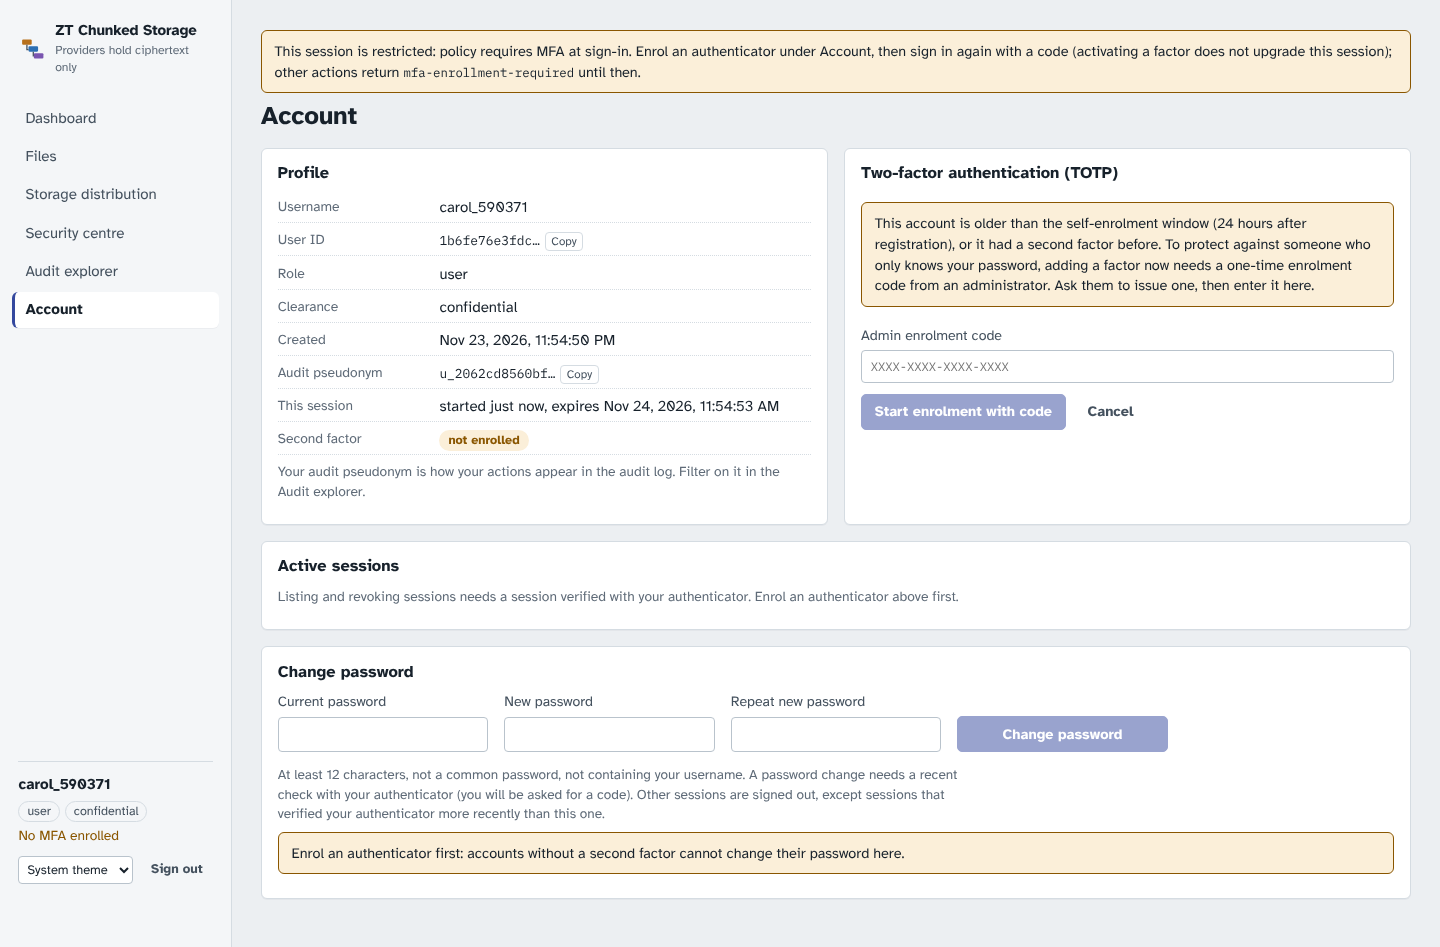 ZT Chunked Storage
Providers hold ciphertext
only
Dashboard
Files
Storage distribution
Security centre
Audit explorer
Account
carol_590371
user
confidential
No MFA enrolled
System theme
Sign out
This session is restricted: policy requires MFA at sign-in. Enrol an authenticator under Account, then sign in again with a code (activating a factor does not upgrade this session);
other actions return mfa-enrollment-required until then.
Account
Profile
Username carol_590371
User ID 1b6fe76e3fdc… Copy
Role user
Clearance confidential
Created Nov 23, 2026, 11:54:50 PM
Audit pseudonym u_2062cd8560bf… Copy
This session started just now, expires Nov 24, 2026, 11:54:53 AM
Second factor not enrolled
Your audit pseudonym is how your actions appear in the audit log. Filter on it in the
Audit explorer.
Two-factor authentication (TOTP)
This account is older than the self-enrolment window (24 hours after
registration), or it had a second factor before. To protect against someone who
only knows your password, adding a factor now needs a one-time enrolment
code from an administrator. Ask them to issue one, then enter it here.
Admin enrolment code
XXXX-XXXX-XXXX-XXXX
Start enrolment with code Cancel
Active sessions
Listing and revoking sessions needs a session verified with your authenticator. Enrol an authenticator above first.
Change password
Current password New password Repeat new password
Change password
At least 12 characters, not a common password, not containing your username. A password change needs a recent
check with your authenticator (you will be asked for a code). Other sessions are signed out, except sessions that
verified your authenticator more recently than this one.
Enrol an authenticator first: accounts without a second factor cannot change their password here.